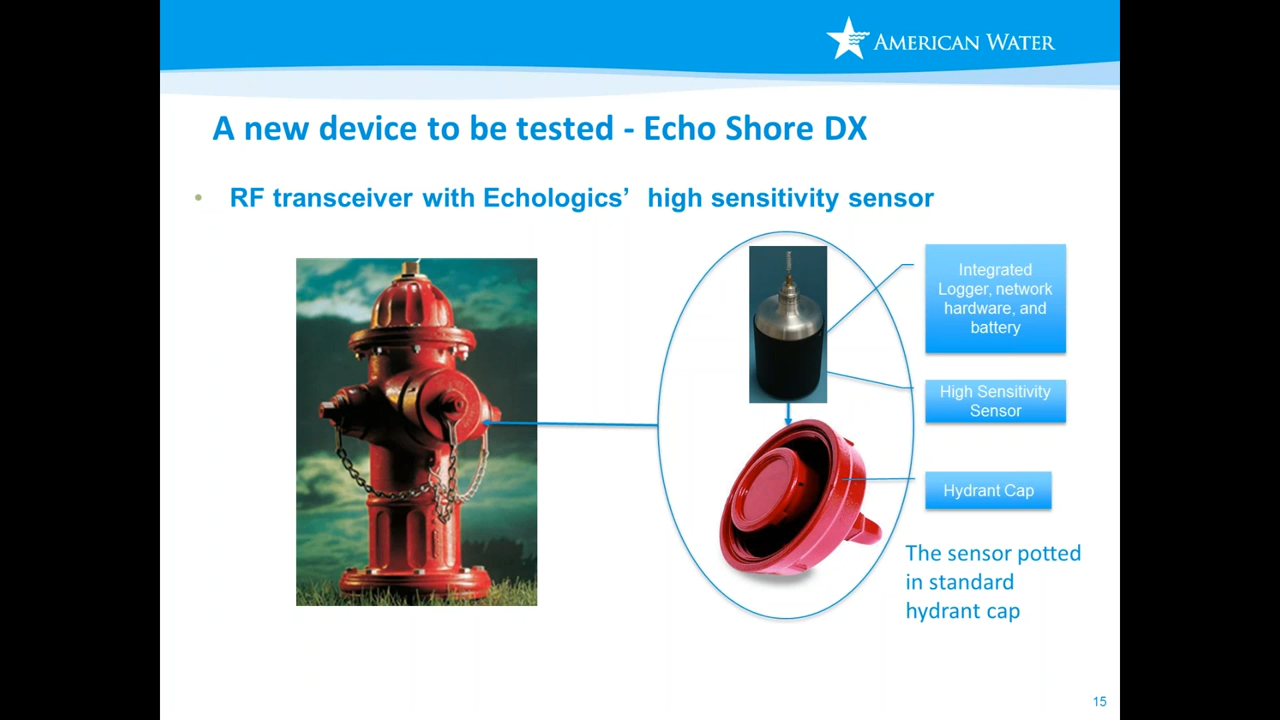 AMERICAN WATER
A new device to be tested - Echo Shore DX
• RF transceiver with Echologics’  high sensitivity sensor
Integrated
Logger, network
hardware, and
battery
High Sensitivity
Sensor
Hydrant Cap
The sensor potted
in standard
hydrant cap
15